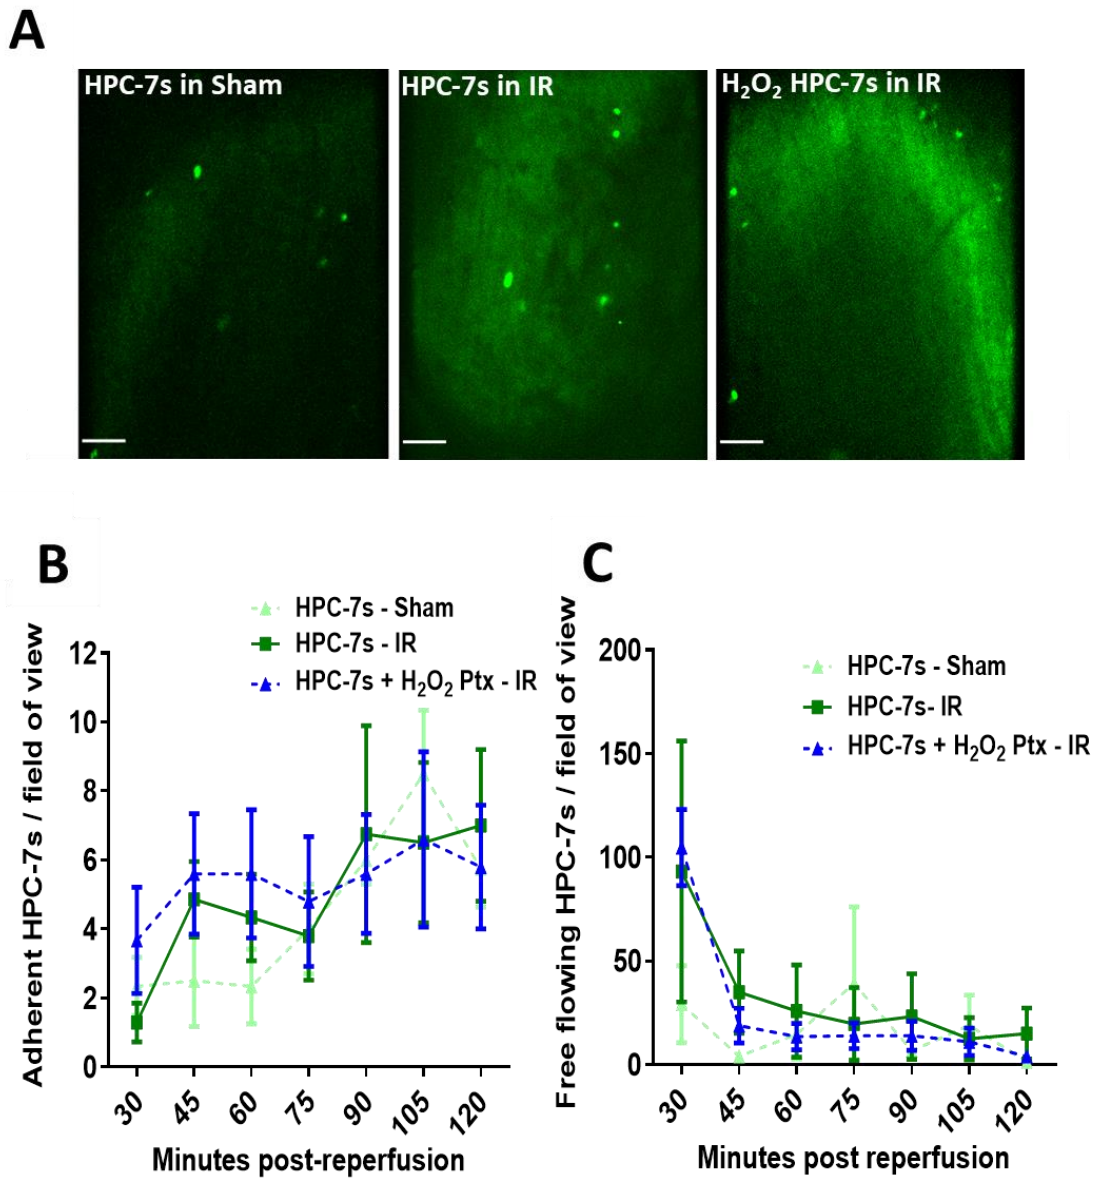 A
HPC-7s in Sham
HPC-7s in IR
H₂O₂ HPC-7s in IR
B
HPC-7s - Sham
HPC-7s - IR
HPC-7s + H₂O₂ Ptx - IR
Adherent HPC-7s / field of view
12
10
8
6
4
2
0
30
45
60
75
90
105
120
Minutes post-reperfusion
C
HPC-7s - Sham
HPC-7s- IR
HPC-7s + H₂O₂ Ptx - IR
Free flowing HPC-7s / field of view
200
150
100
50
0
30
45
60
75
90
105
120
Minutes post reperfusion